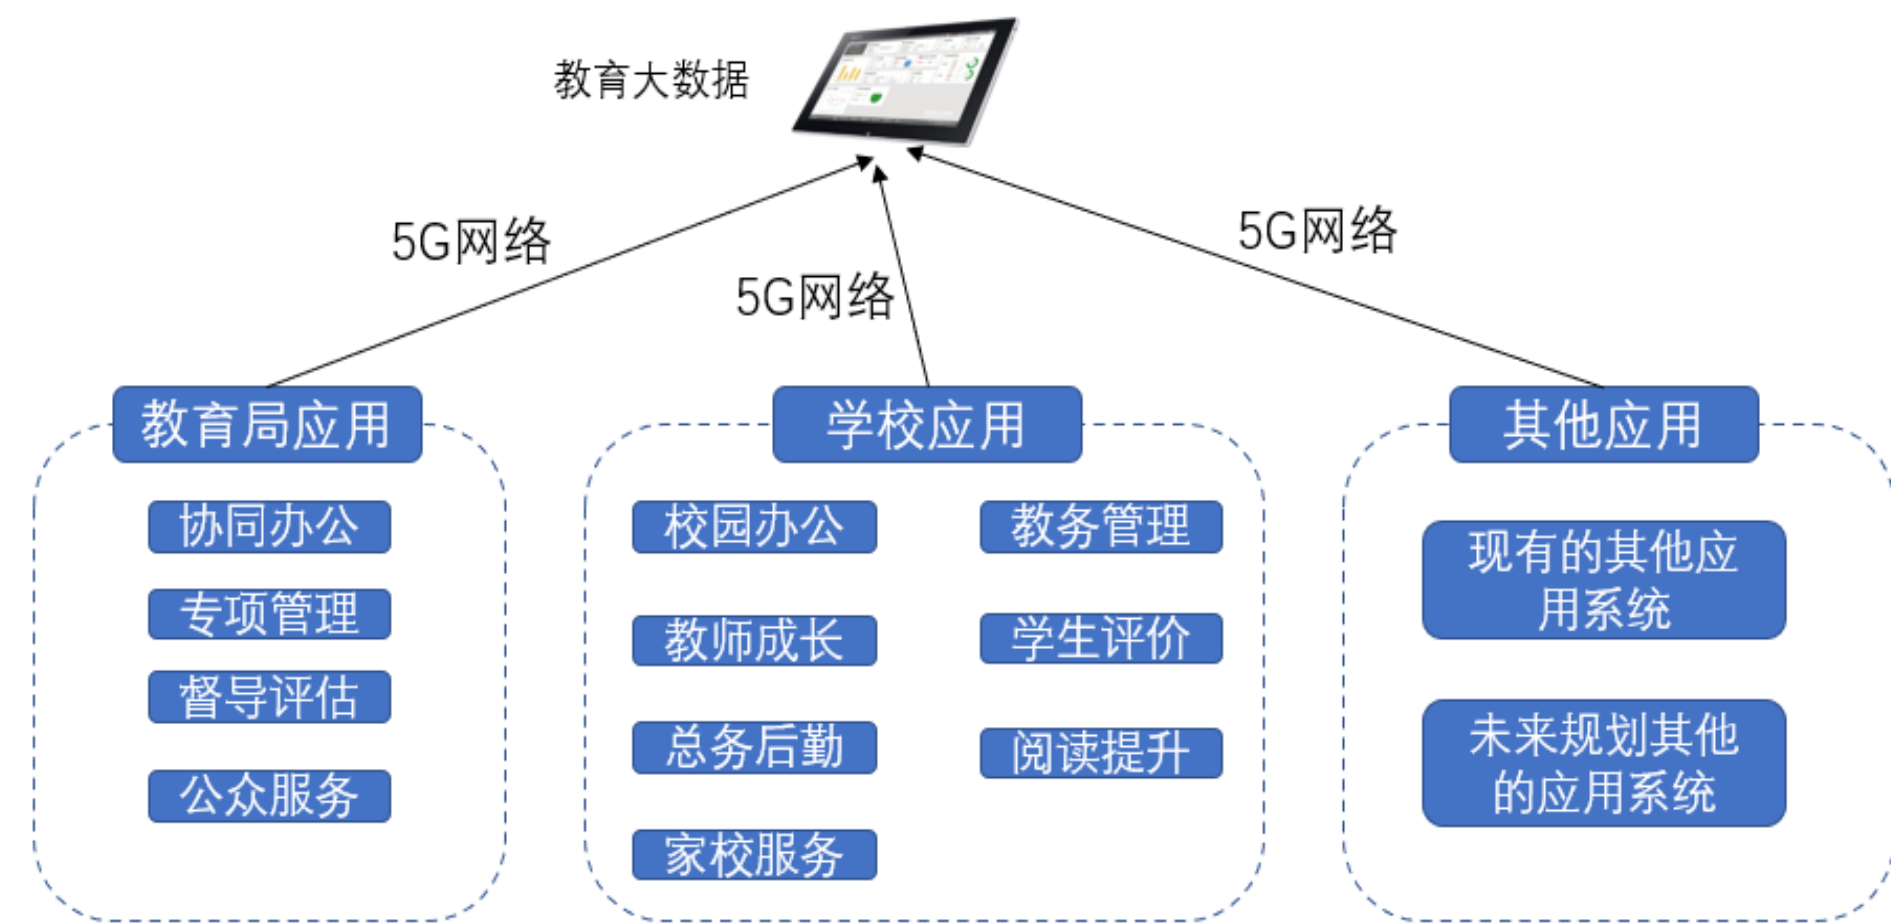 教育大数据
5G网络
5G网络
5G网络
教育局应用
协同办公
专项管理
督导评估
公众服务
学校应用
校园办公
教务管理
教师成长
学生评价
总务后勤
阅读提升
家校服务
其他应用
现有的其他应
用系统
未来规划其他
的应用系统